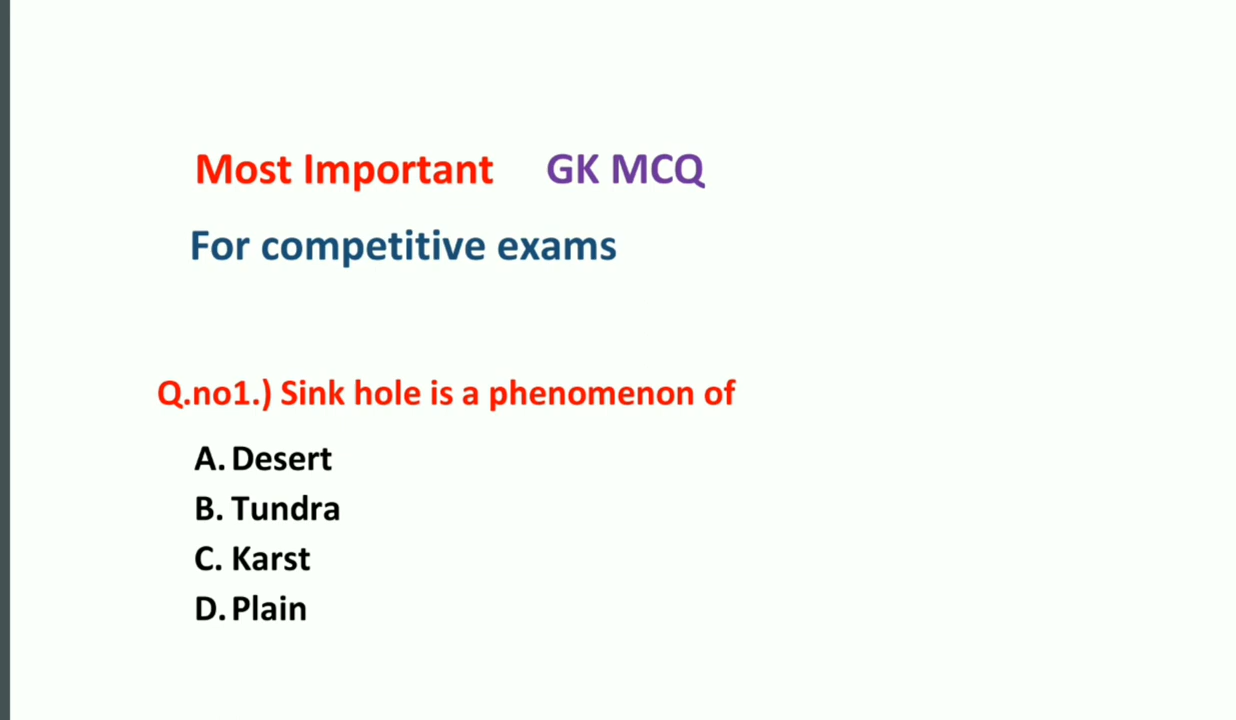 Most Important GK MCQ
For competitive exams
Q.no1.) Sink hole is a phenomenon of
A. Desert
B. Tundra
C. Karst
D. Plain